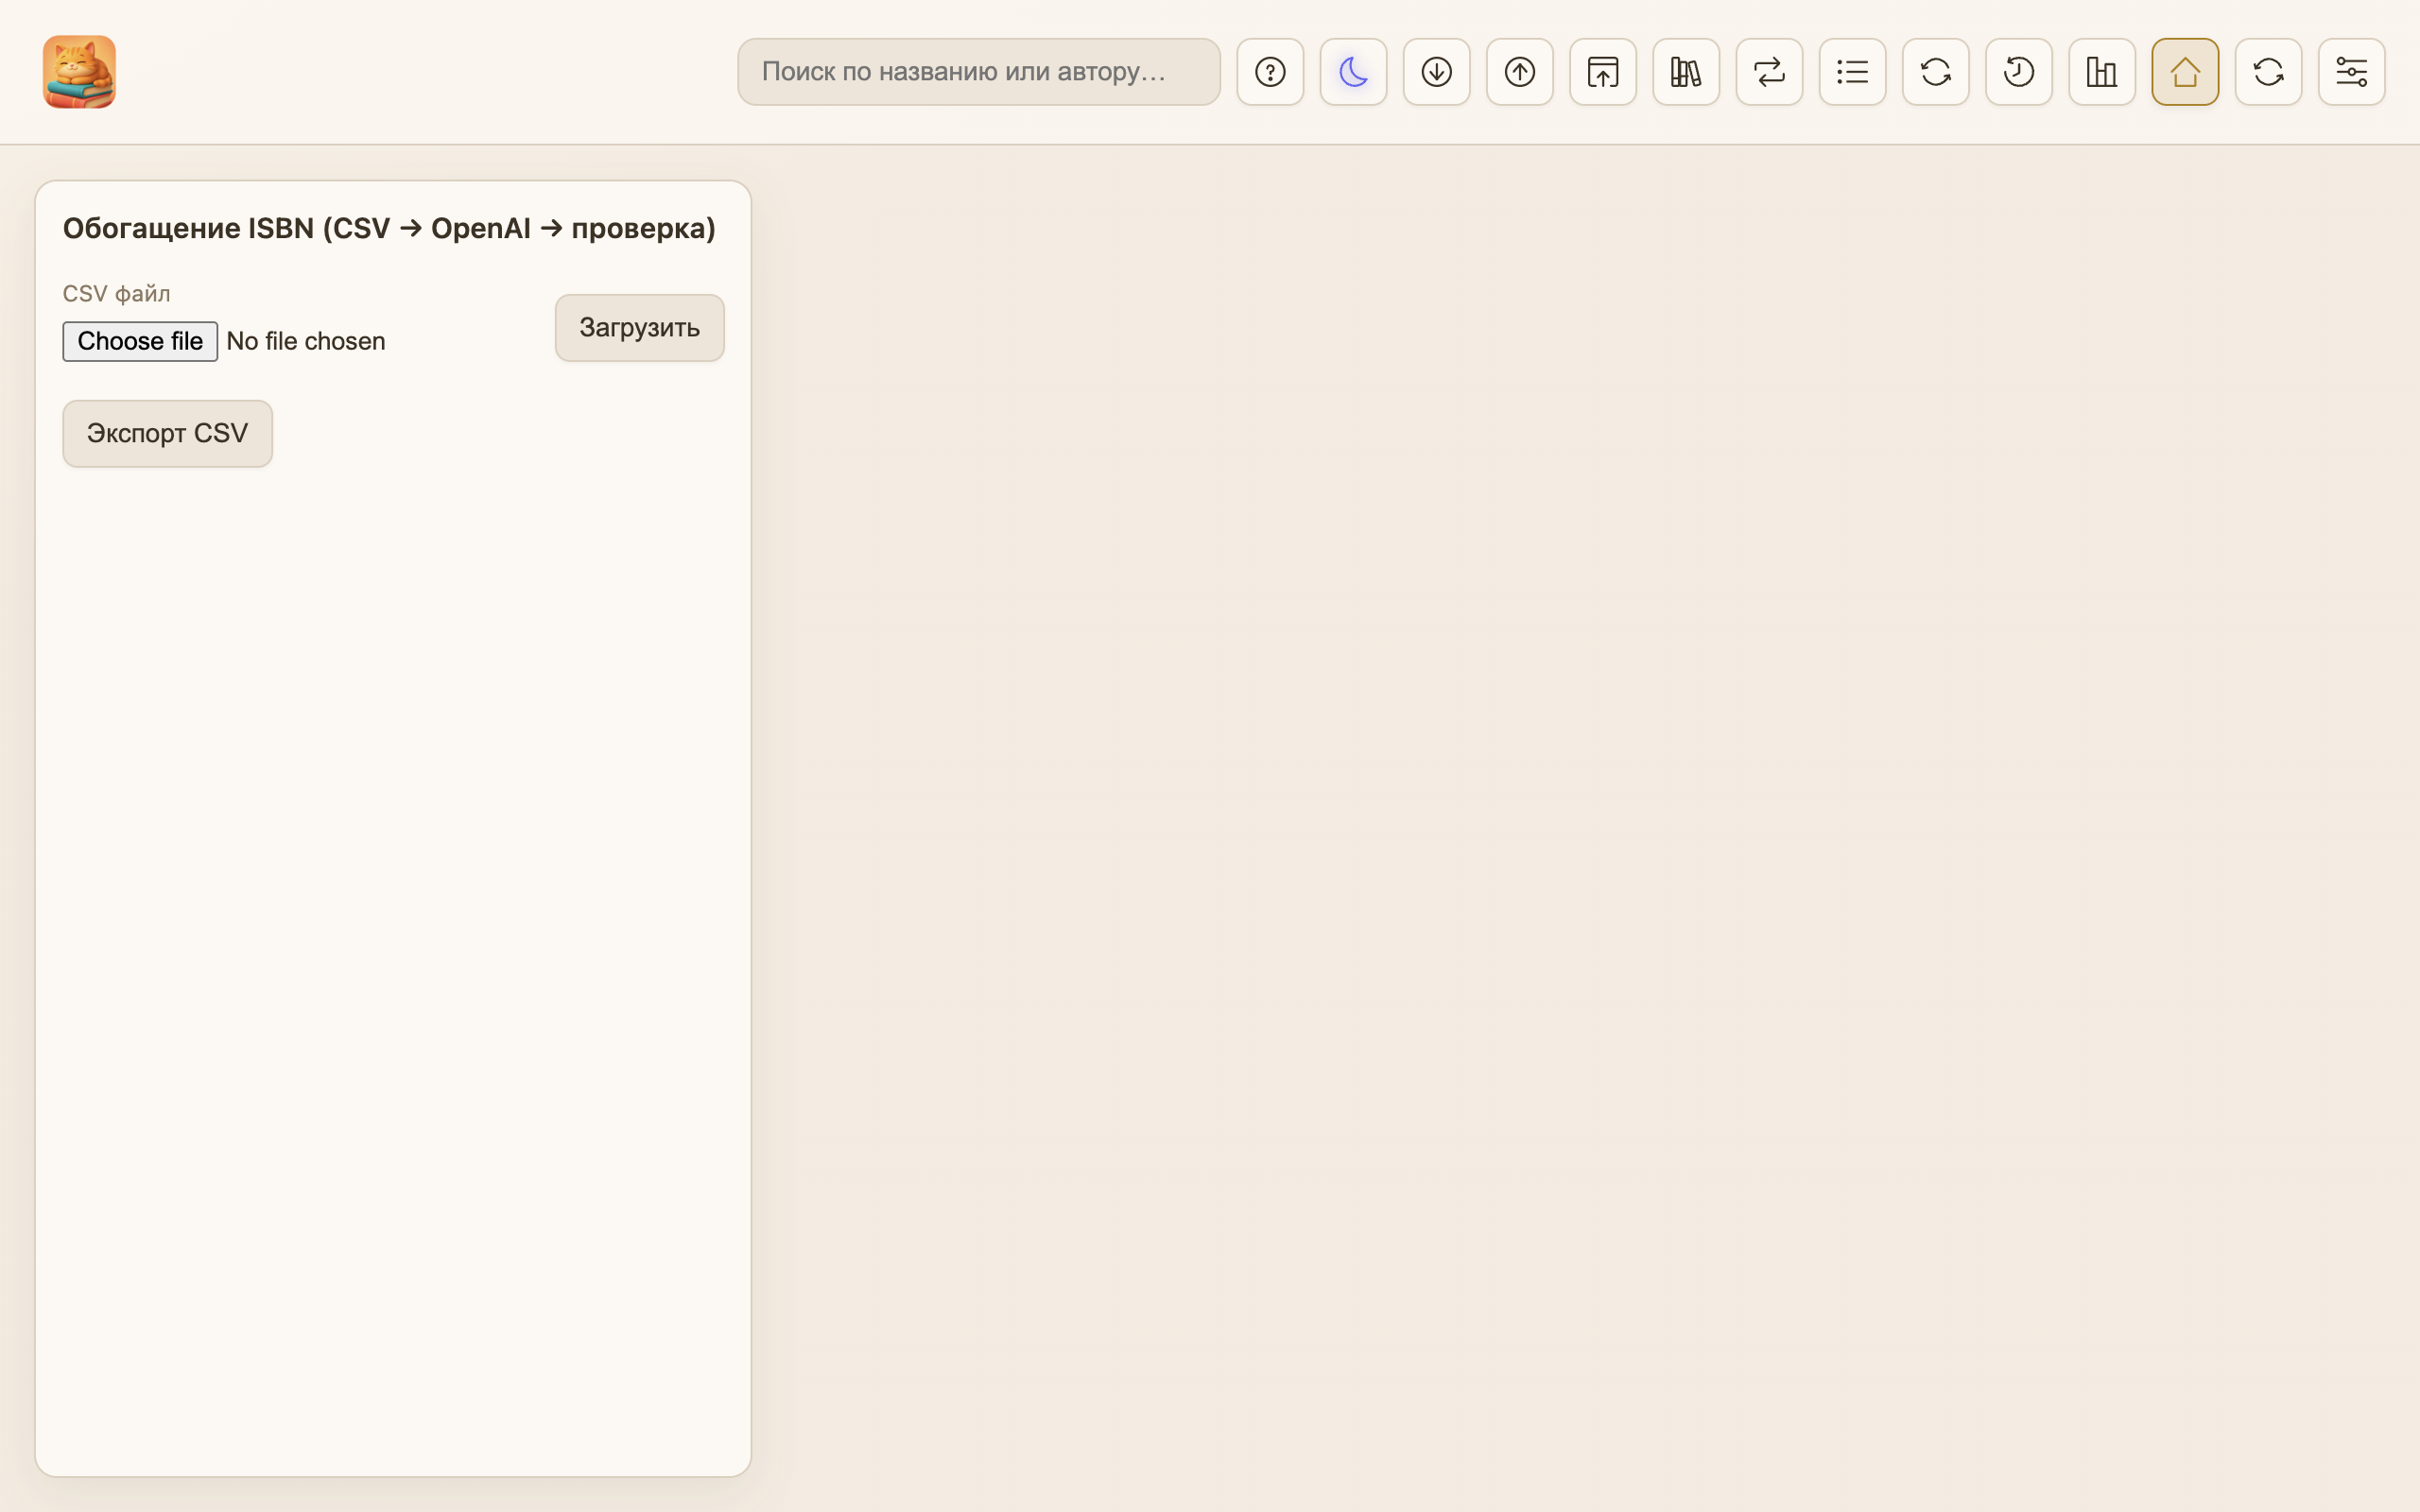 Поиск по названию или автору...
Обогащение ISBN (CSV → OpenAI → проверка)
CSV файл
Choose file No file chosen
Загрузить
Экспорт CSV